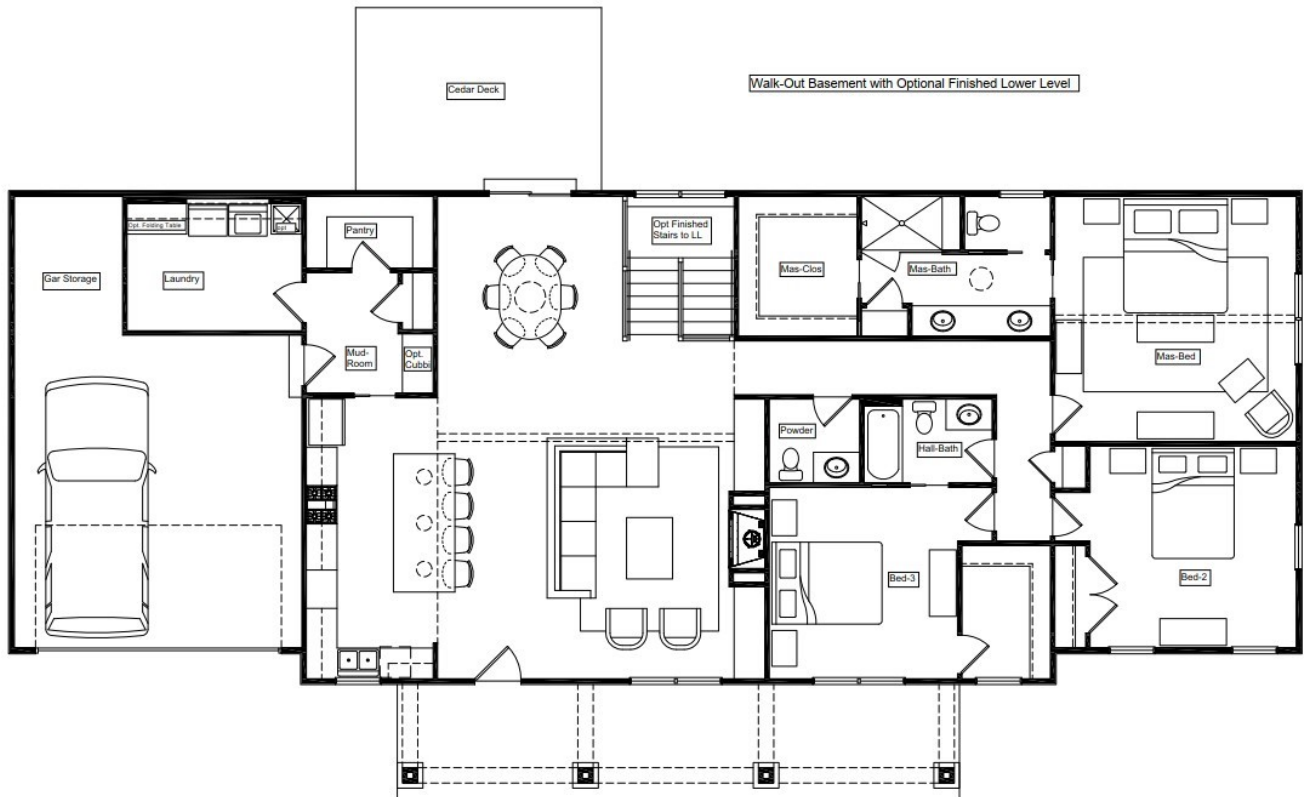 Walk-Out Basement with Optional Finished Lower Level
Cedar Deck
Opt. Folding Table
opt
Pantry
Opt Finished
Stairs to LL
Gar Storage
Laundry
Mas-Clos
Mas-Bath
Mud-
Room
Opt.
Cubbi
Mas-Bed
Powder
Hall-Bath
Bed-3
Bed-2